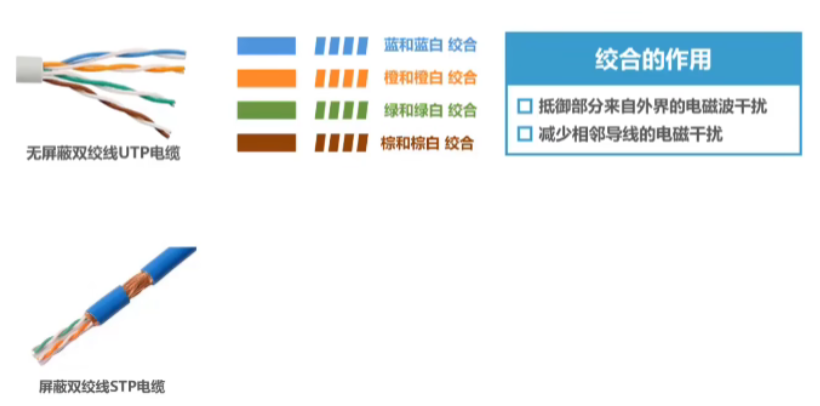 蓝和蓝白 绞合
橙和橙白 绞合
绿和绿白 绞合
棕和棕白 绞合
无屏蔽双绞线UTP电缆
绞合的作用
抵御部分来自外界的电磁波干扰
减少相邻导线的电磁干扰
屏蔽双绞线STP电缆